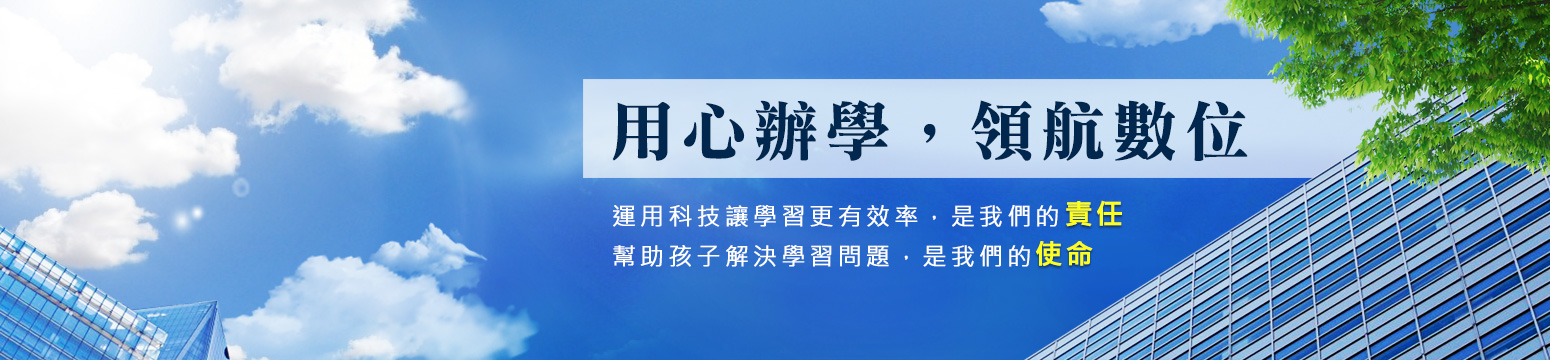 用心辦學，領航數位
運用科技讓學習更有效率，是我們的責任
幫助孩子解決學習問題，是我們的使命